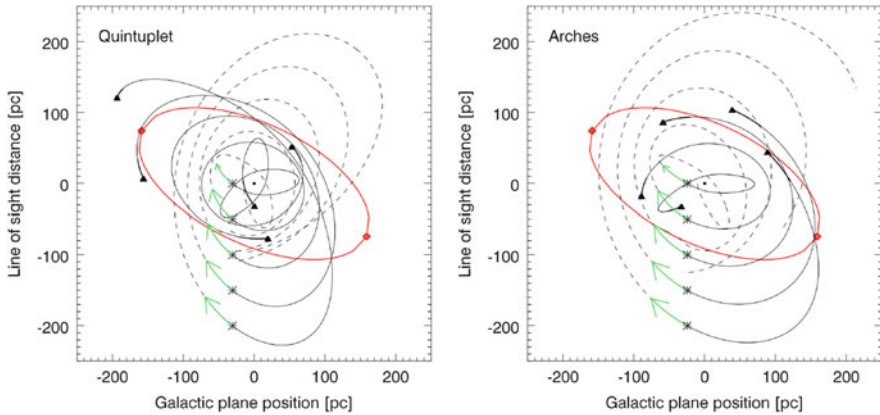 Quintuplet
Line of sight distance [pc]
200
100
0
-100
-200
-200 -100 0 100 200
Galactic plane position [pc]
Arches
Line of sight distance [pc]
200
100
0
-100
-200
-200 -100 0 100 200
Galactic plane position [pc]